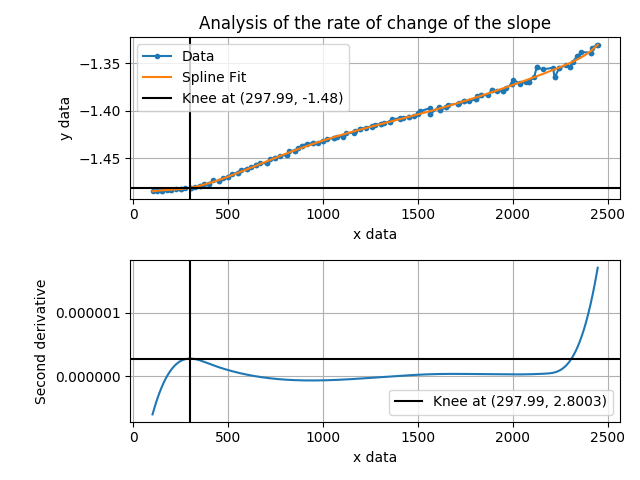 Analysis of the rate of change of the slope
Data
Spline Fit
Knee at (297.99, -1.48)
−1.35
−1.40
−1.45
y data
0 500 1000 1500 2000 2500
x data
Second derivative
0.000001
0.000000
Knee at (297.99, 2.8003)
0 500 1000 1500 2000 2500
x data